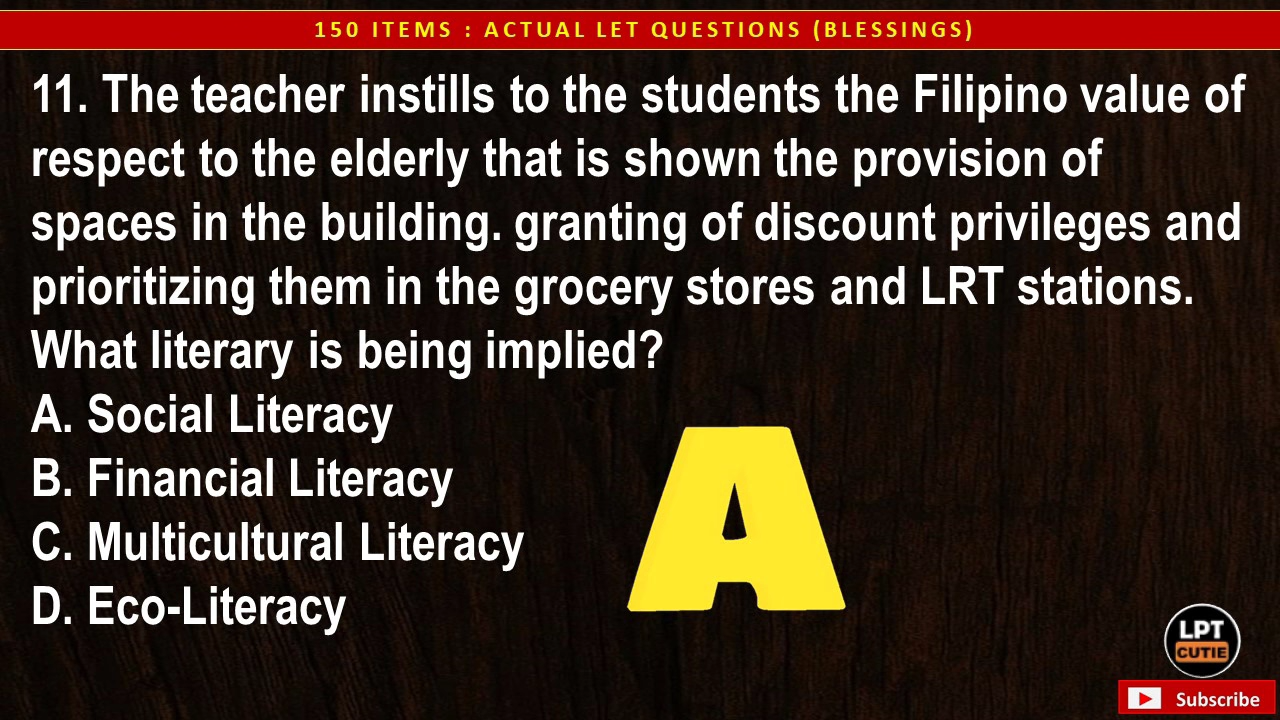 150 ITEMS : ACTUAL LET QUESTIONS (BLESSINGS)
11. The teacher instills to the students the Filipino value of
respect to the elderly that is shown the provision of
spaces in the building. granting of discount privileges and
prioritizing them in the grocery stores and LRT stations.
What literary is being implied?
A. Social Literacy
B. Financial Literacy
C. Multicultural Literacy
D. Eco-Literacy
A
LPT
CUTIE
Subscribe